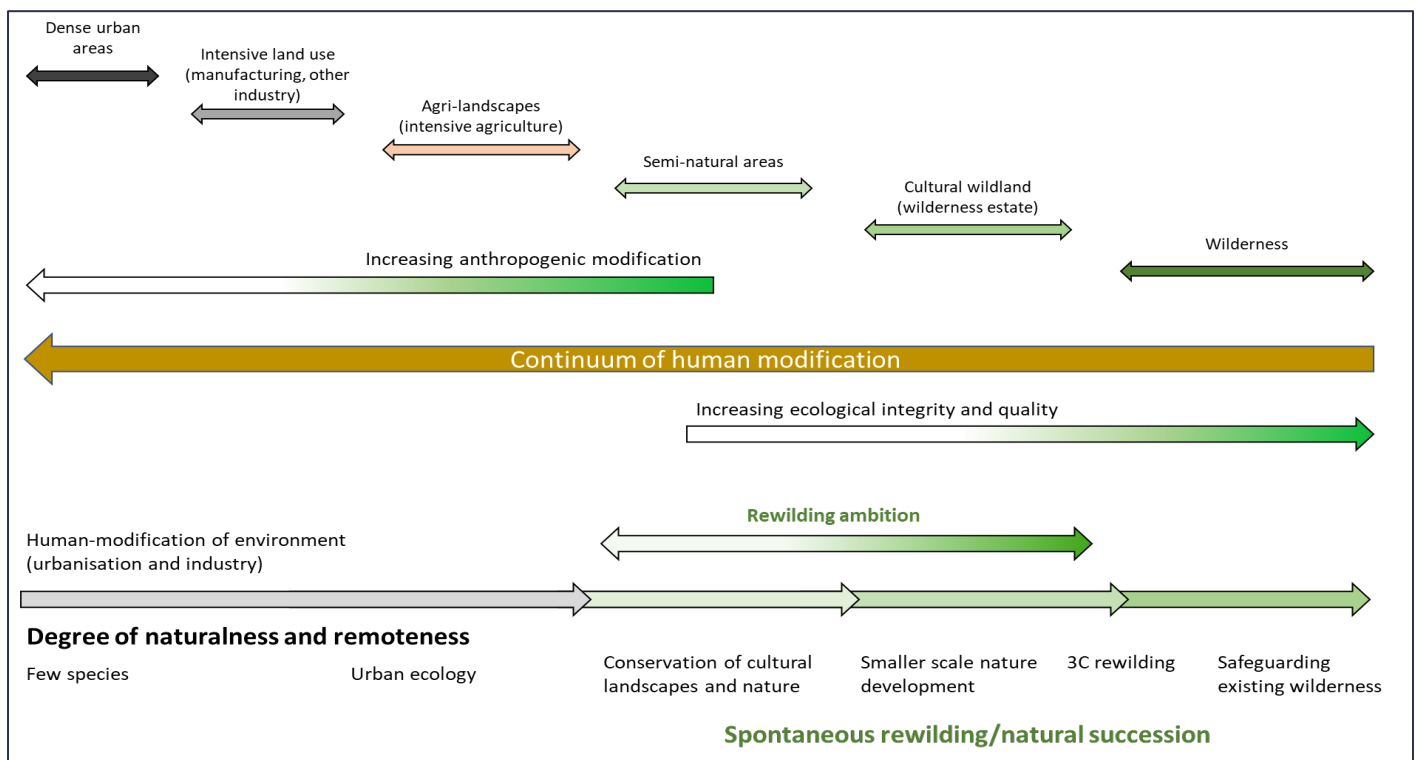 Dense urban
areas
Intensive land use
(manufacturing, other
industry)
Agri-landscapes
(intensive agriculture)
Semi-natural areas
Cultural wildland
(wilderness estate)
Wilderness
Increasing anthropogenic modification
Continuum of human modification
Increasing ecological integrity and quality
Rewilding ambition
Human-modification of environment
(urbanisation and industry)
Degree of naturalness and remoteness
Few species
Urban ecology
Conservation of cultural
landscapes and nature
Smaller scale nature
development
3C rewilding
Safeguarding
existing wilderness
Spontaneous rewilding/natural succession